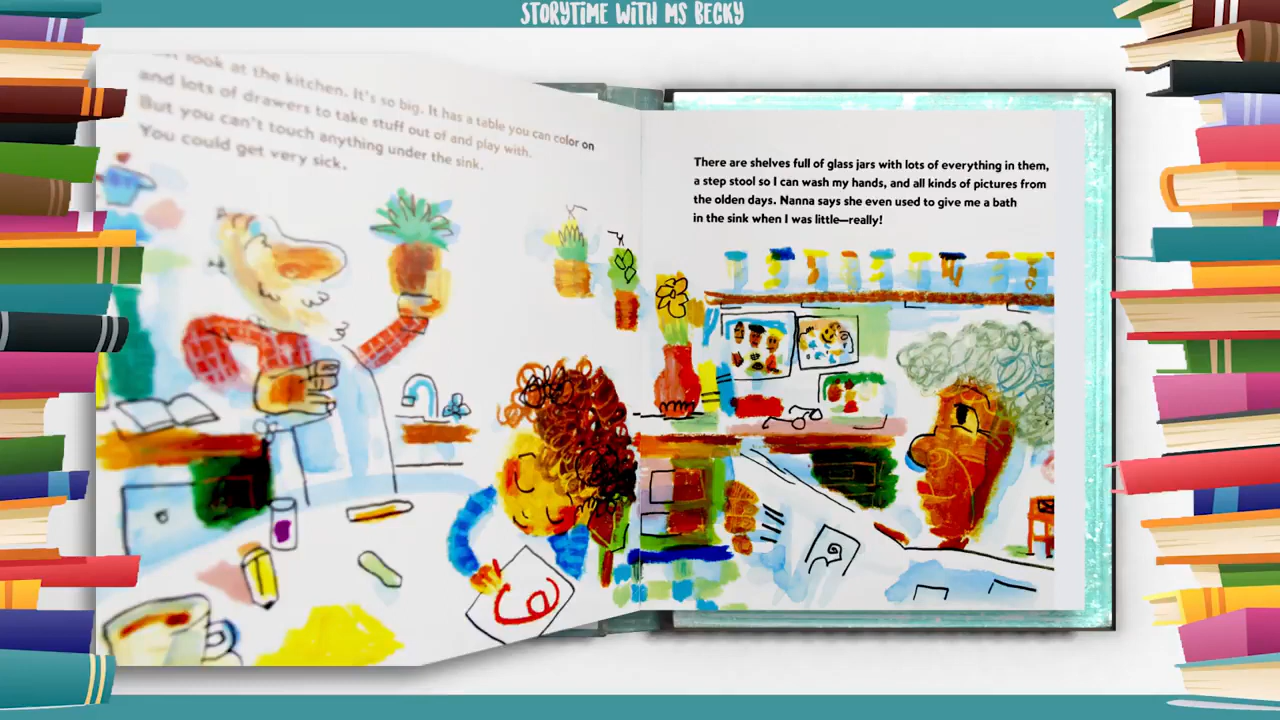 STORYTIME WITH MS BECKY
look at the kitchen. It's so big. It has a table you can color on
and lots of drawers to take stuff out of and play with.
But you can't touch anything under the sink.
You could get very sick.
There are shelves full of glass jars with lots of everything in them,
a step stool so I can wash my hands, and all kinds of pictures from
the olden days. Nanna says she even used to give me a bath
in the sink when I was little—really!